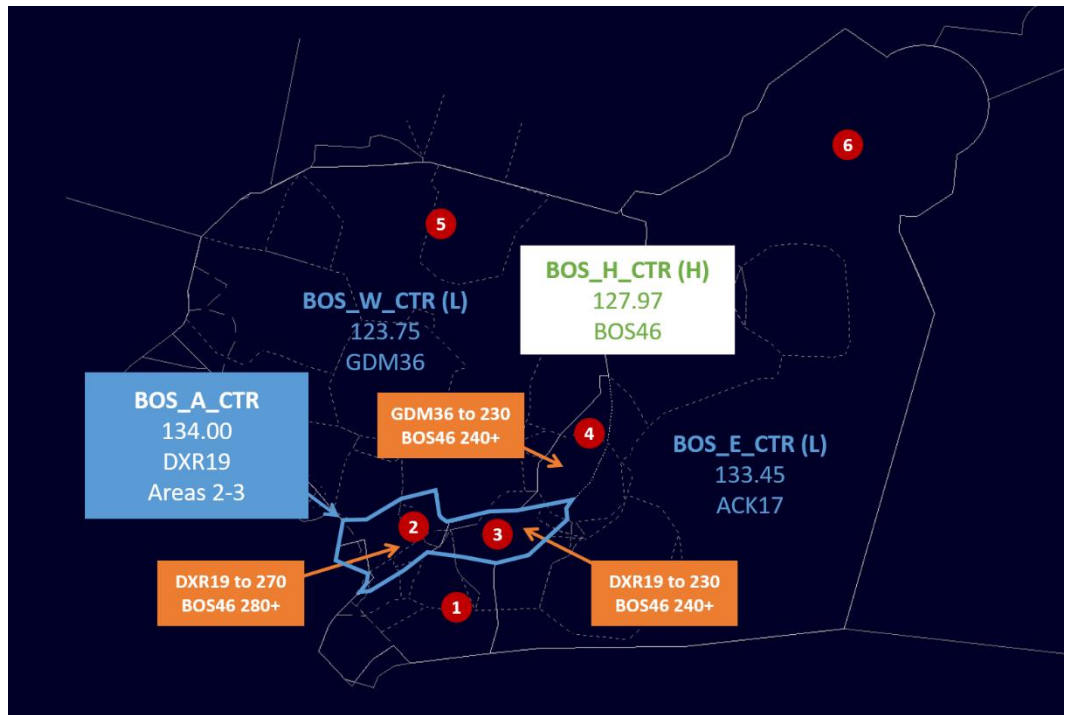 6
5
BOS_H_CTR (H)
127.97
BOS46
BOS_W_CTR (L)
123.75
GDM36
BOS_A_CTR
134.00
DXR19
Areas 2-3
GDM36 to 230
BOS46 240+
4
BOS_E_CTR (L)
133.45
ACK17
2
3
DXR19 to 270
BOS46 280+
1
DXR19 to 230
BOS46 240+